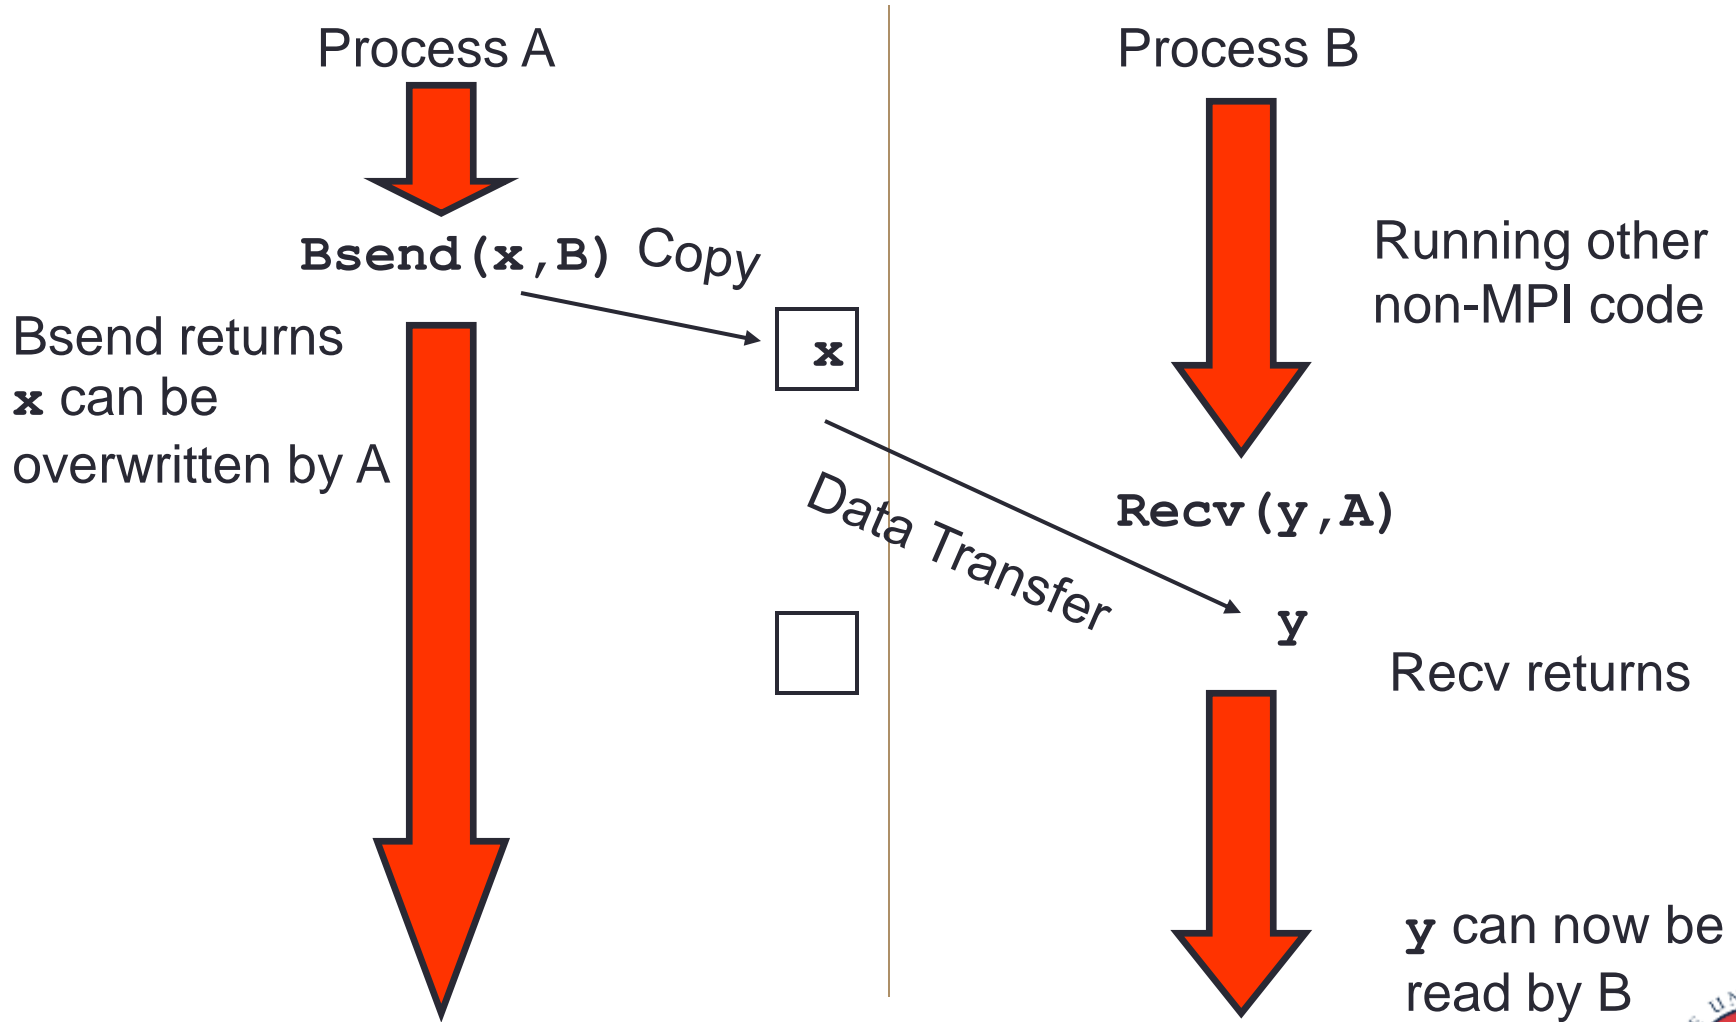 Process A
Process B
Bsend(x,B)
Copy
Running other
non-MPI code
Bsend returns
x can be
overwritten by A
x
Data Transfer
Recv(y,A)
y
Recv returns
y can now be
read by B